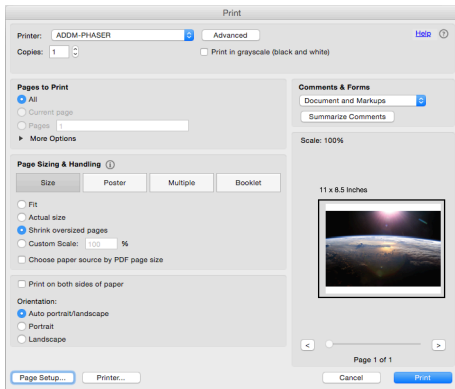 Print
Printer: ADDM-PHASER Advanced Help ?
Copies: 1 Print in grayscale (black and white)
Pages to Print
All
Current page
Pages 1
More Options
Comments & Forms
Document and Markups
Summarize Comments
Scale: 100%
Page Sizing & Handling i
Size Poster Multiple Booklet
Fit
Actual size
Shrink oversized pages
Custom Scale: 100 %
Choose paper source by PDF page size
11 x 8.5 Inches
Print on both sides of paper
Orientation:
Auto portrait/landscape
Portrait
Landscape
< >
Page 1 of 1
Page Setup... Printer... Cancel Print